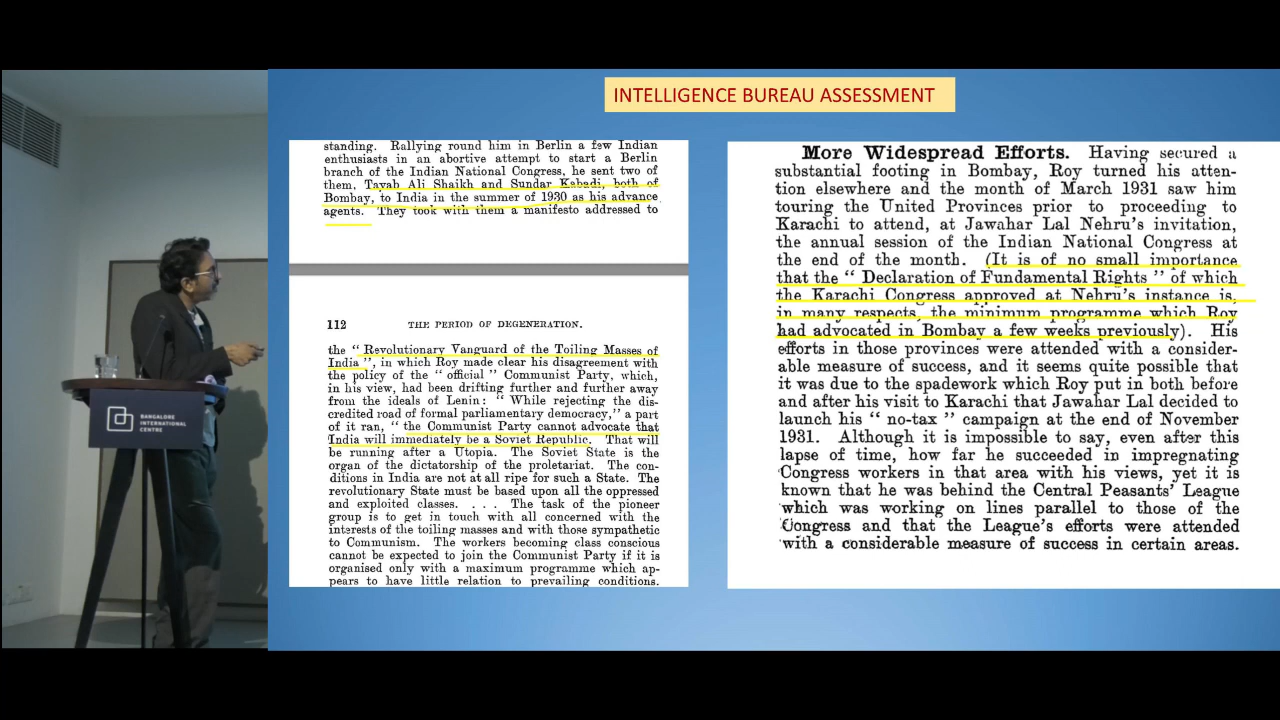 INTELLIGENCE BUREAU ASSESSMENT
standing. Rallying round him in Berlin a few Indian
enthusiasts in an abortive attempt to start a Berlin
branch of the Indian National Congress, he sent two of
them, Tayab Ali Shaikh and Sundar Kabadi, both of
Bombay, to India in the summer of 1930 as his advance
agents. They took with them a manifesto addressed to
112 THE PERIOD OF DEGENERATION.
the “ Revolutionary Vanguard of the Toiling Masses of
India ”, in which Roy made clear his disagreement with
the policy of the “ official ” Communist Party, which,
in his view, had been drifting further and further away
from the ideals of Lenin: “ While rejecting the dis-
credited road of formal parliamentary democracy,” a part
of it ran, “ the Communist Party cannot advocate that
India will immediately be a Soviet Republic. That will
be running after a Utopia. The Soviet State is the
organ of the dictatorship of the proletariat. The con-
ditions in India are not at all ripe for such a State. The
revolutionary State must be based upon all the oppressed
and exploited classes. . . . The task of the pioneer
group is to get in touch with all concerned with the
interests of the toiling masses and with those sympathetic
to Communism. The workers becoming class conscious
cannot be expected to join the Communist Party if it is
organised only with a maximum programme which ap-
pears to have little relation to prevailing conditions.
More Widespread Efforts. Having secured a
substantial footing in Bombay, Roy turned his atten-
tion elsewhere and the month of March 1931 saw him
touring the United Provinces prior to proceeding to
Karachi to attend, at Jawahar Lal Nehru’s invitation,
the annual session of the Indian National Congress at
the end of the month. (It is of no small importance
that the “ Declaration of Fundamental Rights ” of which
the Karachi Congress approved at Nehru’s instance is,
in many respects, the minimum programme which Roy
had advocated in Bombay a few weeks previously). His
efforts in those provinces were attended with a consider-
able measure of success, and it seems quite possible that
it was due to the spadework which Roy put in both before
and after his visit to Karachi that Jawahar Lal decided to
launch his “ no-tax ” campaign at the end of November
1931. Although it is impossible to say, even after this
lapse of time, how far he succeeded in impregnating
Congress workers in that area with his views, yet it is
known that he was behind the Central Peasants’ League
which was working on lines parallel to those of the
Congress and that the League’s efforts were attended
with a considerable measure of success in certain areas.
BANGALORE
INTERNATIONAL
CENTRE